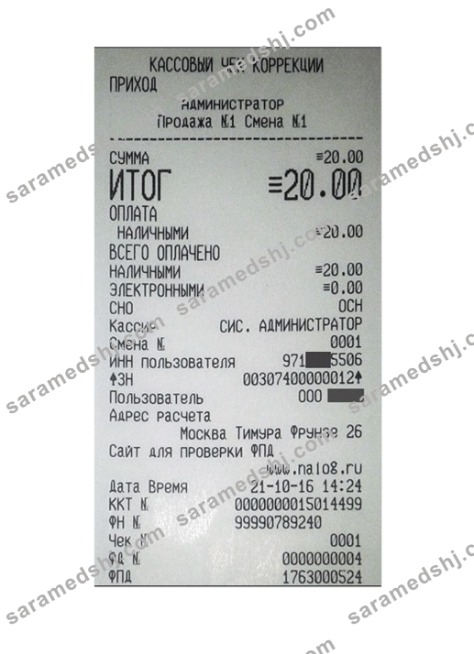 КАССОВЫЙ ЧЕК КОРРЕКЦИИ
ПРИХОД
АДМИНИСТРАТОР
Продажа №1 Смена №1
СУММА ≡20.00
ИТОГ ≡20.00
ОПЛАТА
НАЛИЧНЫМИ ≡20.00
ВСЕГО ОПЛАЧЕНО
НАЛИЧНЫМИ ≡20.00
ЭЛЕКТРОННЫМИ ≡0.00
СНО ОСН
Кассир СИС. АДМИНИСТРАТОР
Смена № 0001
ИНН пользователя 971 5506
↑ЗН 00307400000012↑
Пользователь ООО
Адрес расчета
Москва Тимура Фрунзе 26
Сайт для проверки ФПД
www.nalog.ru
Дата Время 21-10-16 14:24
ККТ № 0000000015014499
ФН № 99990789240
Чек № 0001
ФД № 0000000004
ФПД 1763000524
saramedshj.com
saramedshj.com
saramedshj.com
saramedshj.com
saramedshj.com
saramedshj.com
saramedshj.com
saramedshj.com
saramedshj.com